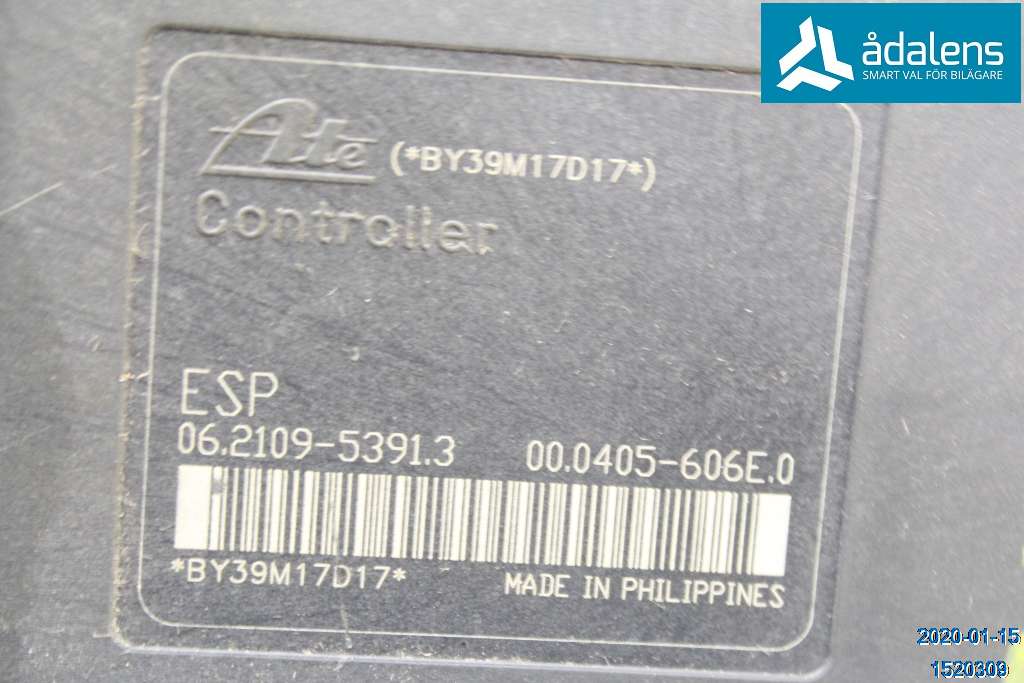 ådalens
SMART VAL FÖR BILÄGARE
Ate (*BY39M17D17*)
Controller
ESP
06.2109-5391.3 00.0405-606E.0
*BY39M17D17* MADE IN PHILIPPINES
2020-01-15
1520309